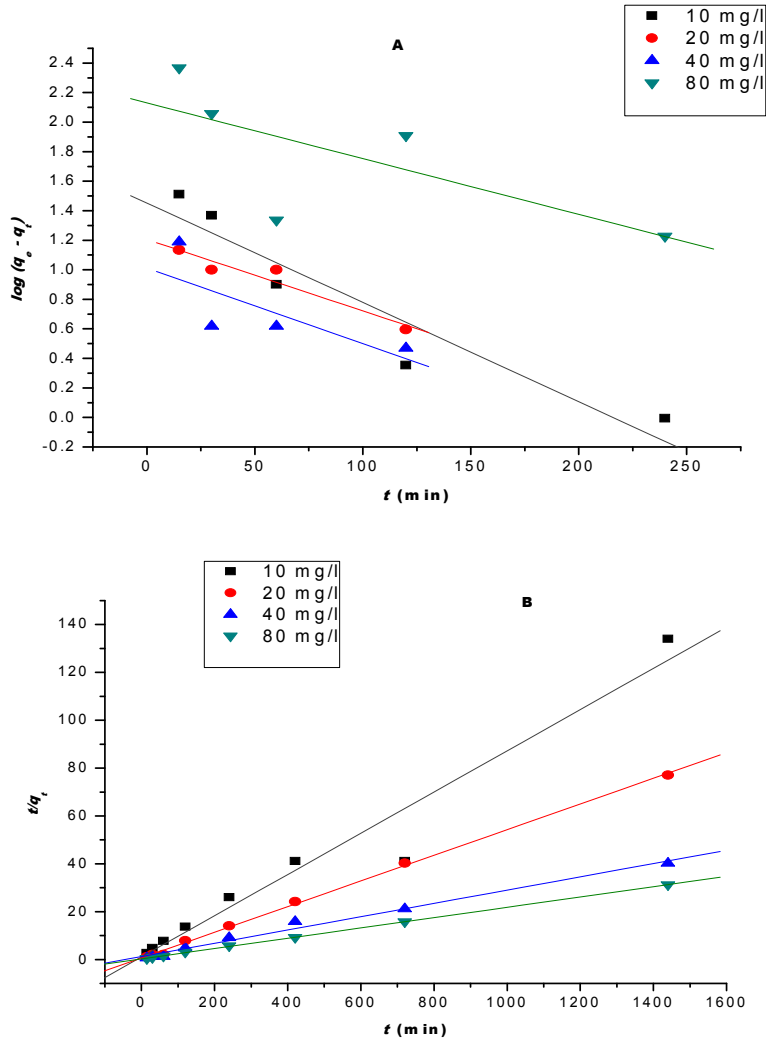 A
10 mg/l
20 mg/l
40 mg/l
80 mg/l
2.4
2.2
2.0
1.8
1.6
1.4
1.2
1.0
0.8
0.6
0.4
0.2
0.0
-0.2
log (qe - qt)
0 50 100 150 200 250
t (min)
10 mg/l
20 mg/l
40 mg/l
80 mg/l
B
140
120
100
80
60
40
20
0
t/qt
0 200 400 600 800 1000 1200 1400 1600
t (min)